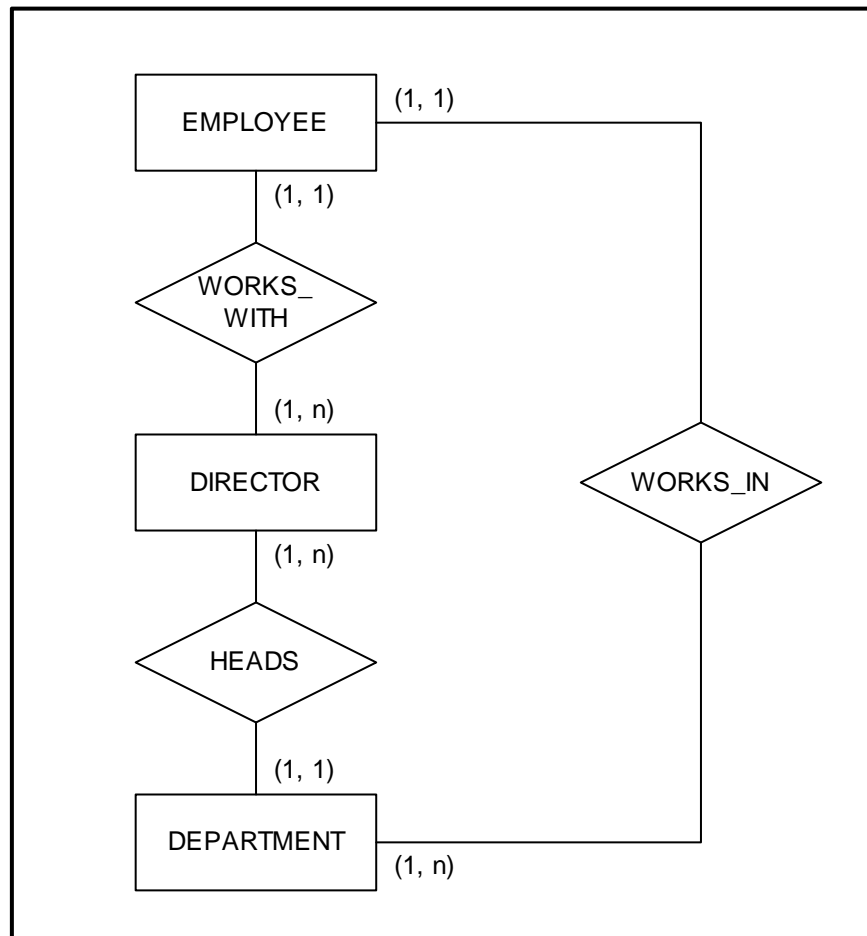 EMPLOYEE
(1, 1)
(1, 1)
WORKS_
WITH
(1, n)
DIRECTOR
WORKS_IN
(1, n)
HEADS
(1, 1)
DEPARTMENT
(1, n)